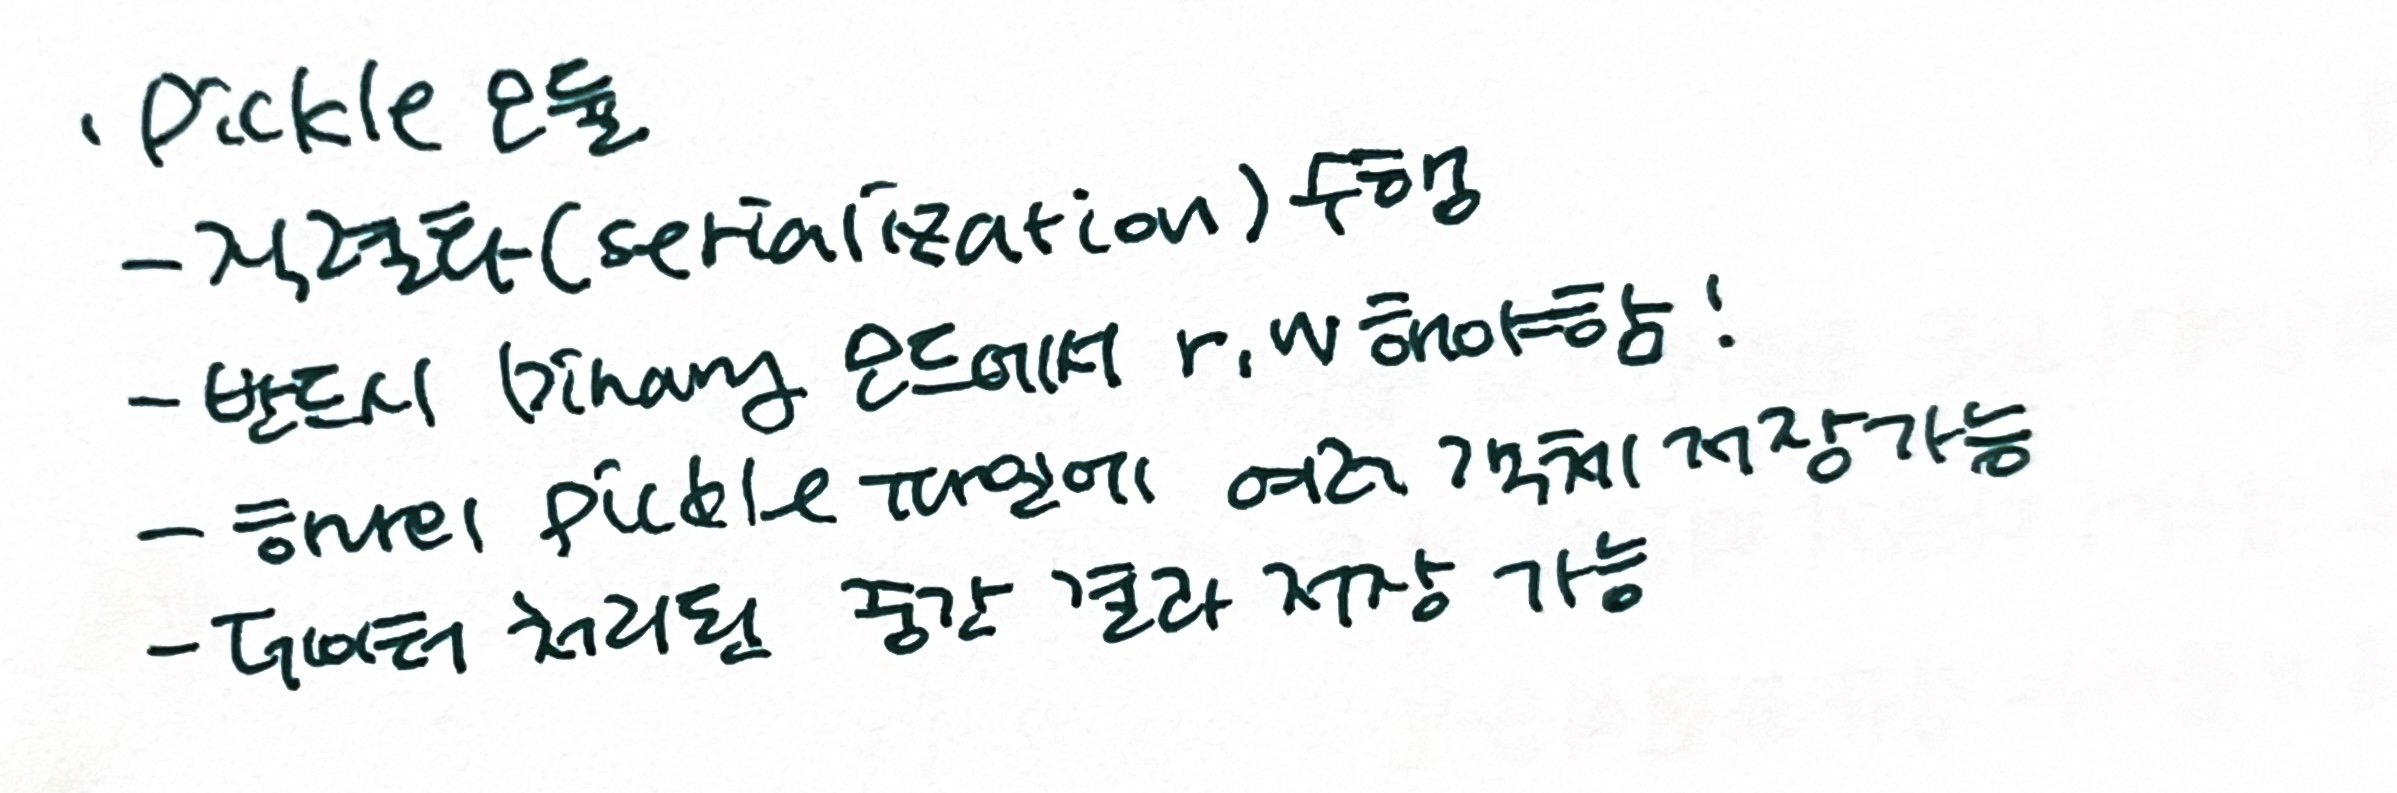 · Pickle 모듈
- 직렬화(serialization) 수행
- 반드시 binary 모드에서 r, w 해야함!
- 하나의 pickle 파일에 여러 객체 저장가능
- 데이터 처리된 중간 결과 저장 가능